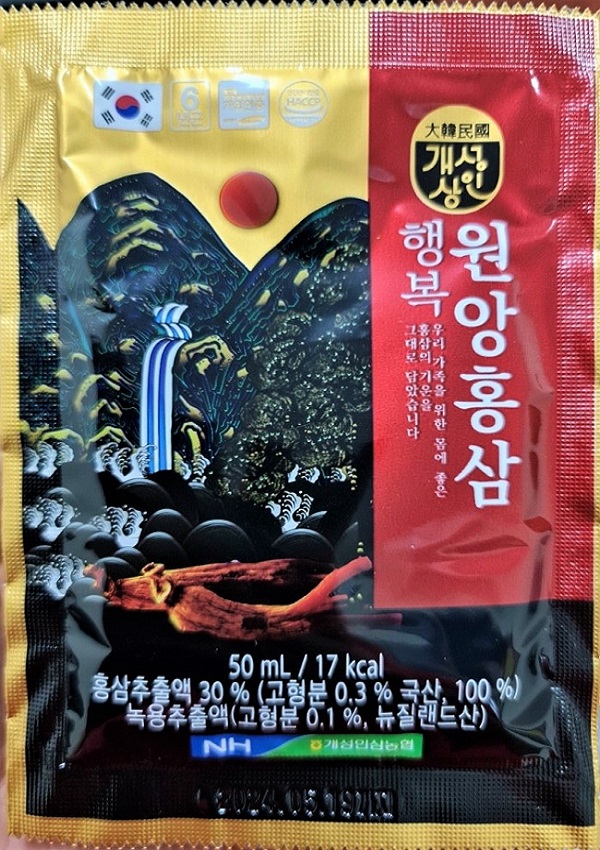 6
년근
HACCP
大韓民國
개성
상인
행복
원앙홍삼
우리 가족을 위한 몸에 좋은
홍삼의 기운을
그대로 담았습니다
50 mL / 17 kcal
홍삼추출액 30 % (고형분 0.3 % 국산, 100 %)
녹용추출액(고형분 0.1 %, 뉴질랜드산)
NH 개성인삼농협